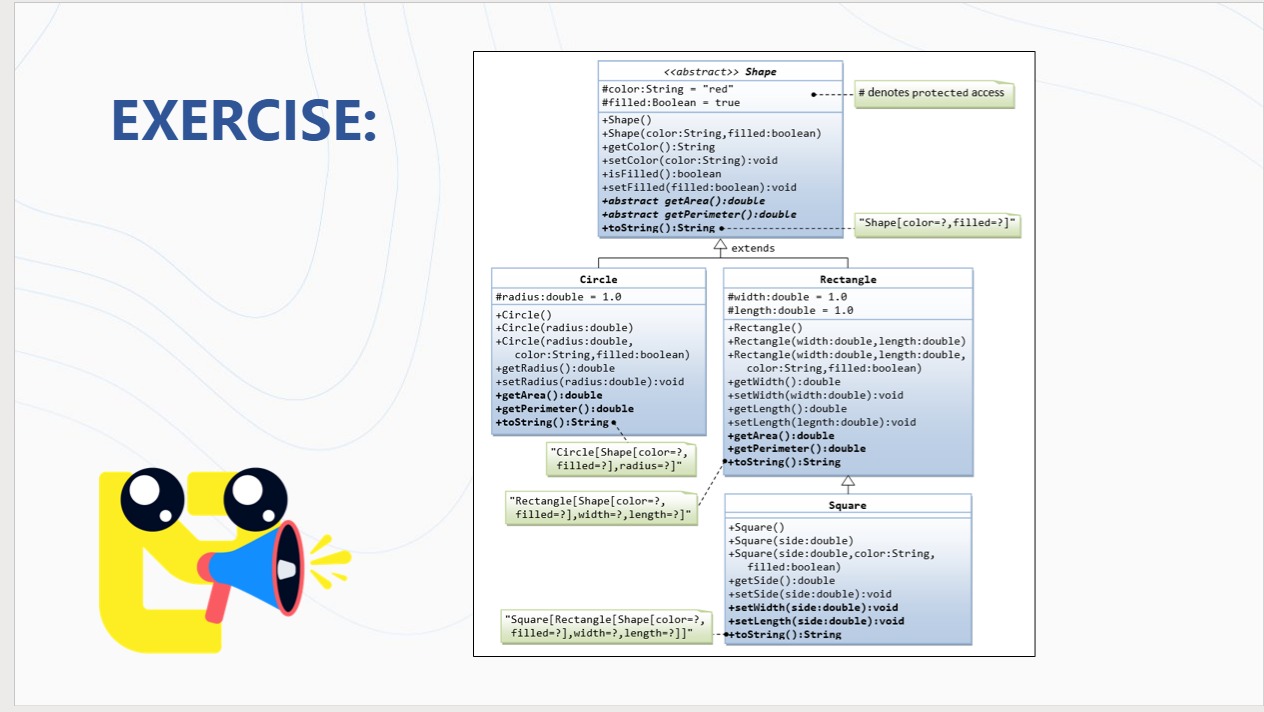 EXERCISE:
<<abstract>> Shape
#color:String = "red"
#filled:Boolean = true
# denotes protected access
+Shape()
+Shape(color:String,filled:boolean)
+getColor():String
+setColor(color:String):void
+isFilled():boolean
+setFilled(filled:boolean):void
+abstract getArea():double
+abstract getPerimeter():double
+toString():String
"Shape[color=?,filled=?]"
extends
Circle
#radius:double = 1.0
+Circle()
+Circle(radius:double)
+Circle(radius:double,
color:String,filled:boolean)
+getRadius():double
+setRadius(radius:double):void
+getArea():double
+getPerimeter():double
+toString():String
"Circle[Shape[color=?,
filled=?],radius=?]"
Rectangle
#width:double = 1.0
#length:double = 1.0
+Rectangle()
+Rectangle(width:double,length:double)
+Rectangle(width:double,length:double,
color:String,filled:boolean)
+getWidth():double
+setWidth(width:double):void
+getLength():double
+setLength(legnth:double):void
+getArea():double
+getPerimeter():double
+toString():String
"Rectangle[Shape[color=?,
filled=?],width=?,length=?]"
Square
+Square()
+Square(side:double)
+Square(side:double,color:String,
filled:boolean)
+getSide():double
+setSide(side:double):void
+setWidth(side:double):void
+setLength(side:double):void
+toString():String
"Square[Rectangle[Shape[color=?,
filled=?],width=?,length=?]]"